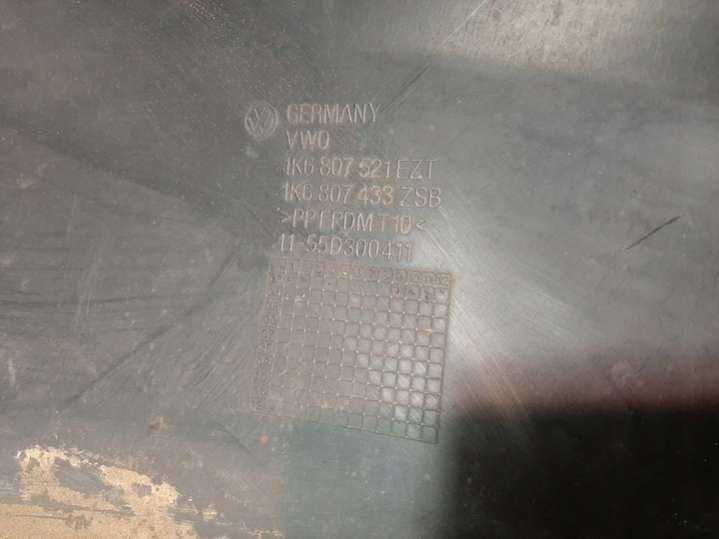 GERMANY
VWO
1K6 807 521 EZT
1K6 807 433 ZSB
>PP EPDM T10<
11-55D300411